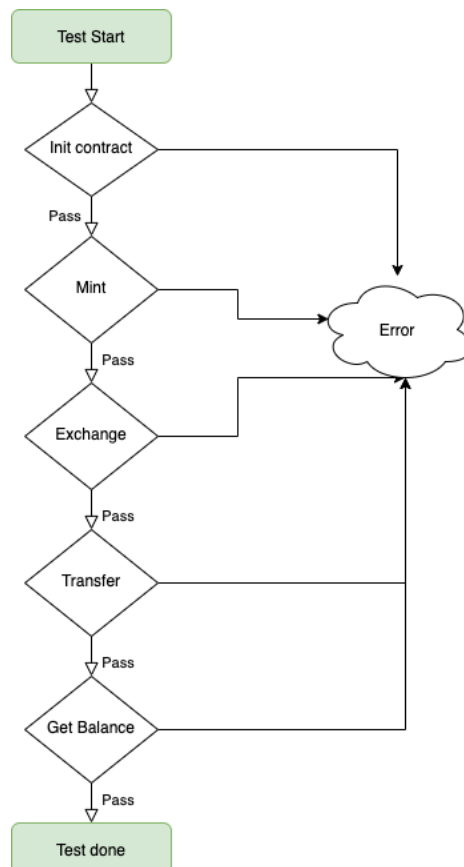 Test Start
Init contract
Pass
Mint
Error
Pass
Exchange
Pass
Transfer
Pass
Get Balance
Pass
Test done